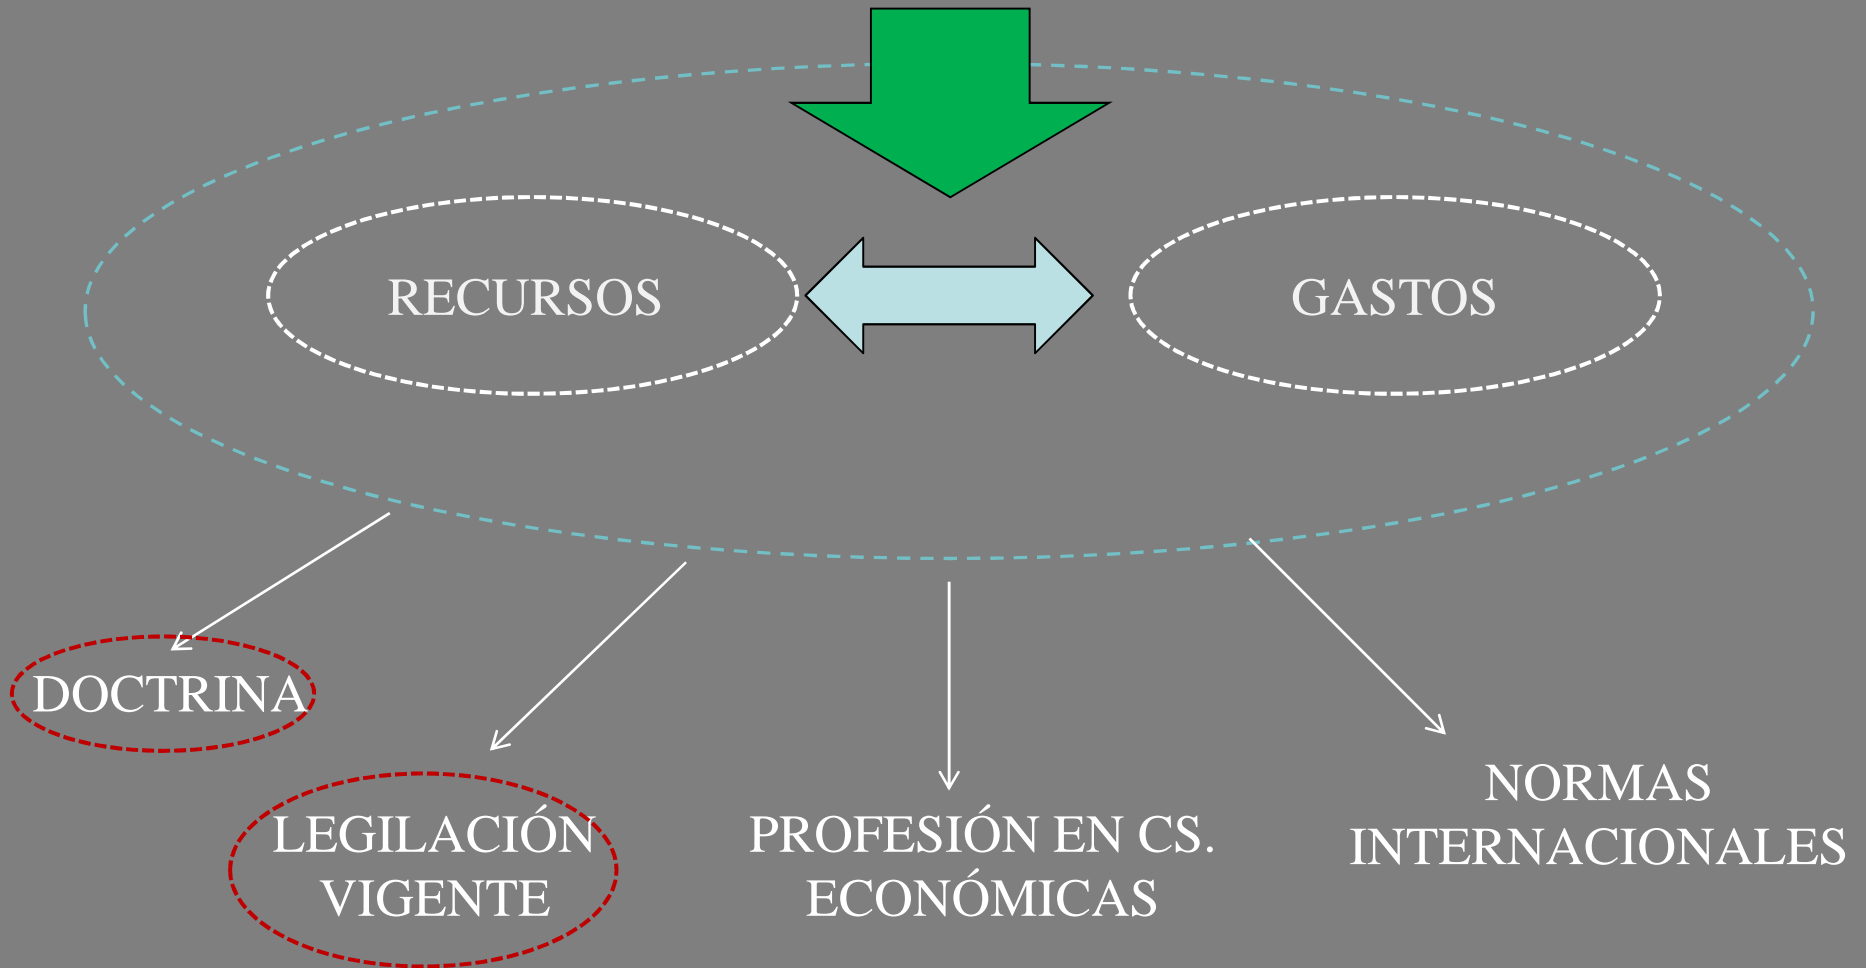 RECURSOS
GASTOS
DOCTRINA
LEGILACIÓN
VIGENTE
PROFESIÓN EN CS.
ECONÓMICAS
NORMAS
INTERNACIONALES